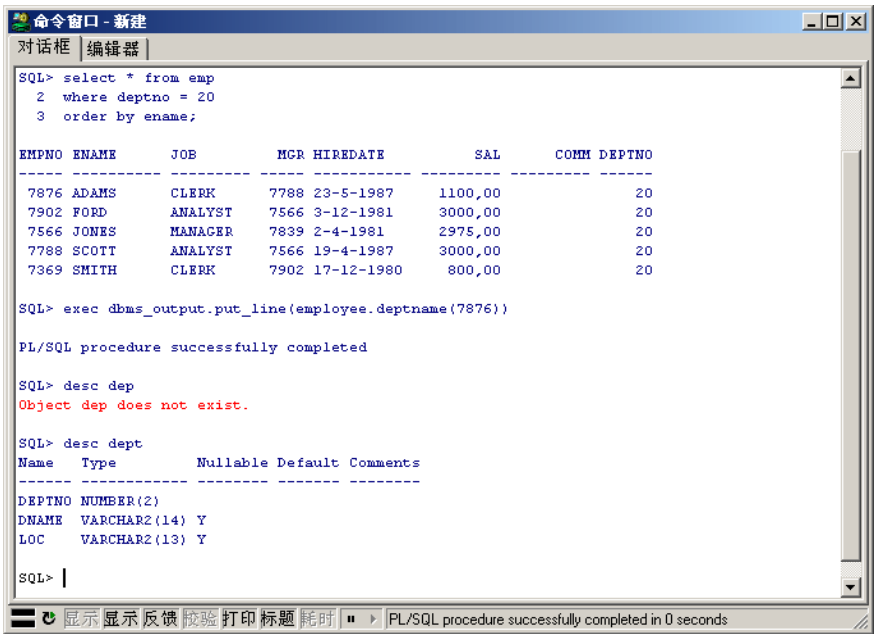 命令窗口 - 新建
对话框 编辑器
SQL> select * from emp
  2  where deptno = 20
  3  order by ename;
EMPNO ENAME      JOB         MGR HIREDATE          SAL      COMM DEPTNO
----- ---------- --------- ----- ----------- --------- --------- ------
 7876 ADAMS      CLERK      7788 23-5-1987     1100,00               20
 7902 FORD       ANALYST    7566 3-12-1981     3000,00               20
 7566 JONES      MANAGER    7839 2-4-1981      2975,00               20
 7788 SCOTT      ANALYST    7566 19-4-1987     3000,00               20
 7369 SMITH      CLERK      7902 17-12-1980     800,00               20
SQL> exec dbms_output.put_line(employee.deptname(7876))
PL/SQL procedure successfully completed
SQL> desc dep
Object dep does not exist.
SQL> desc dept
Name   Type         Nullable Default Comments
------ ------------ -------- ------- --------
DEPTNO NUMBER(2)
DNAME  VARCHAR2(14) Y
LOC    VARCHAR2(13) Y
SQL>
显示 显示 反馈 校验 打印 标题 耗时 PL/SQL procedure successfully completed in 0 seconds